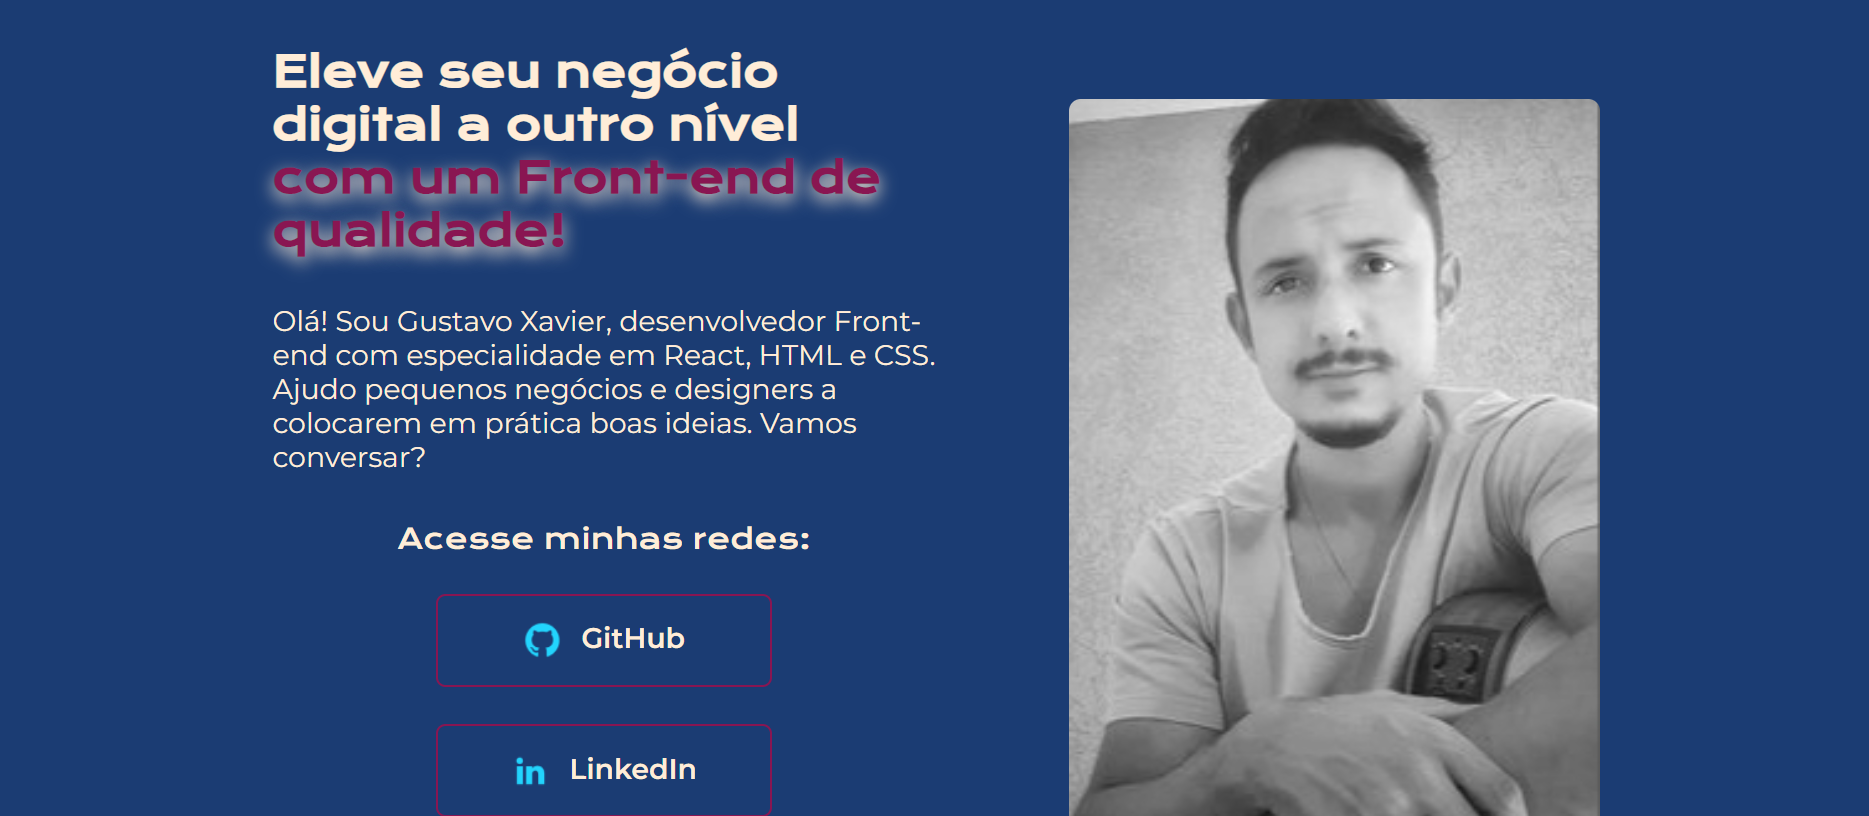 Eleve seu negócio
digital a outro nível
com um Front-end de
qualidade!
Olá! Sou Gustavo Xavier, desenvolvedor Front-
end com especialidade em React, HTML e CSS.
Ajudo pequenos negócios e designers a
colocarem em prática boas ideias. Vamos
conversar?
Acesse minhas redes:
GitHub
LinkedIn